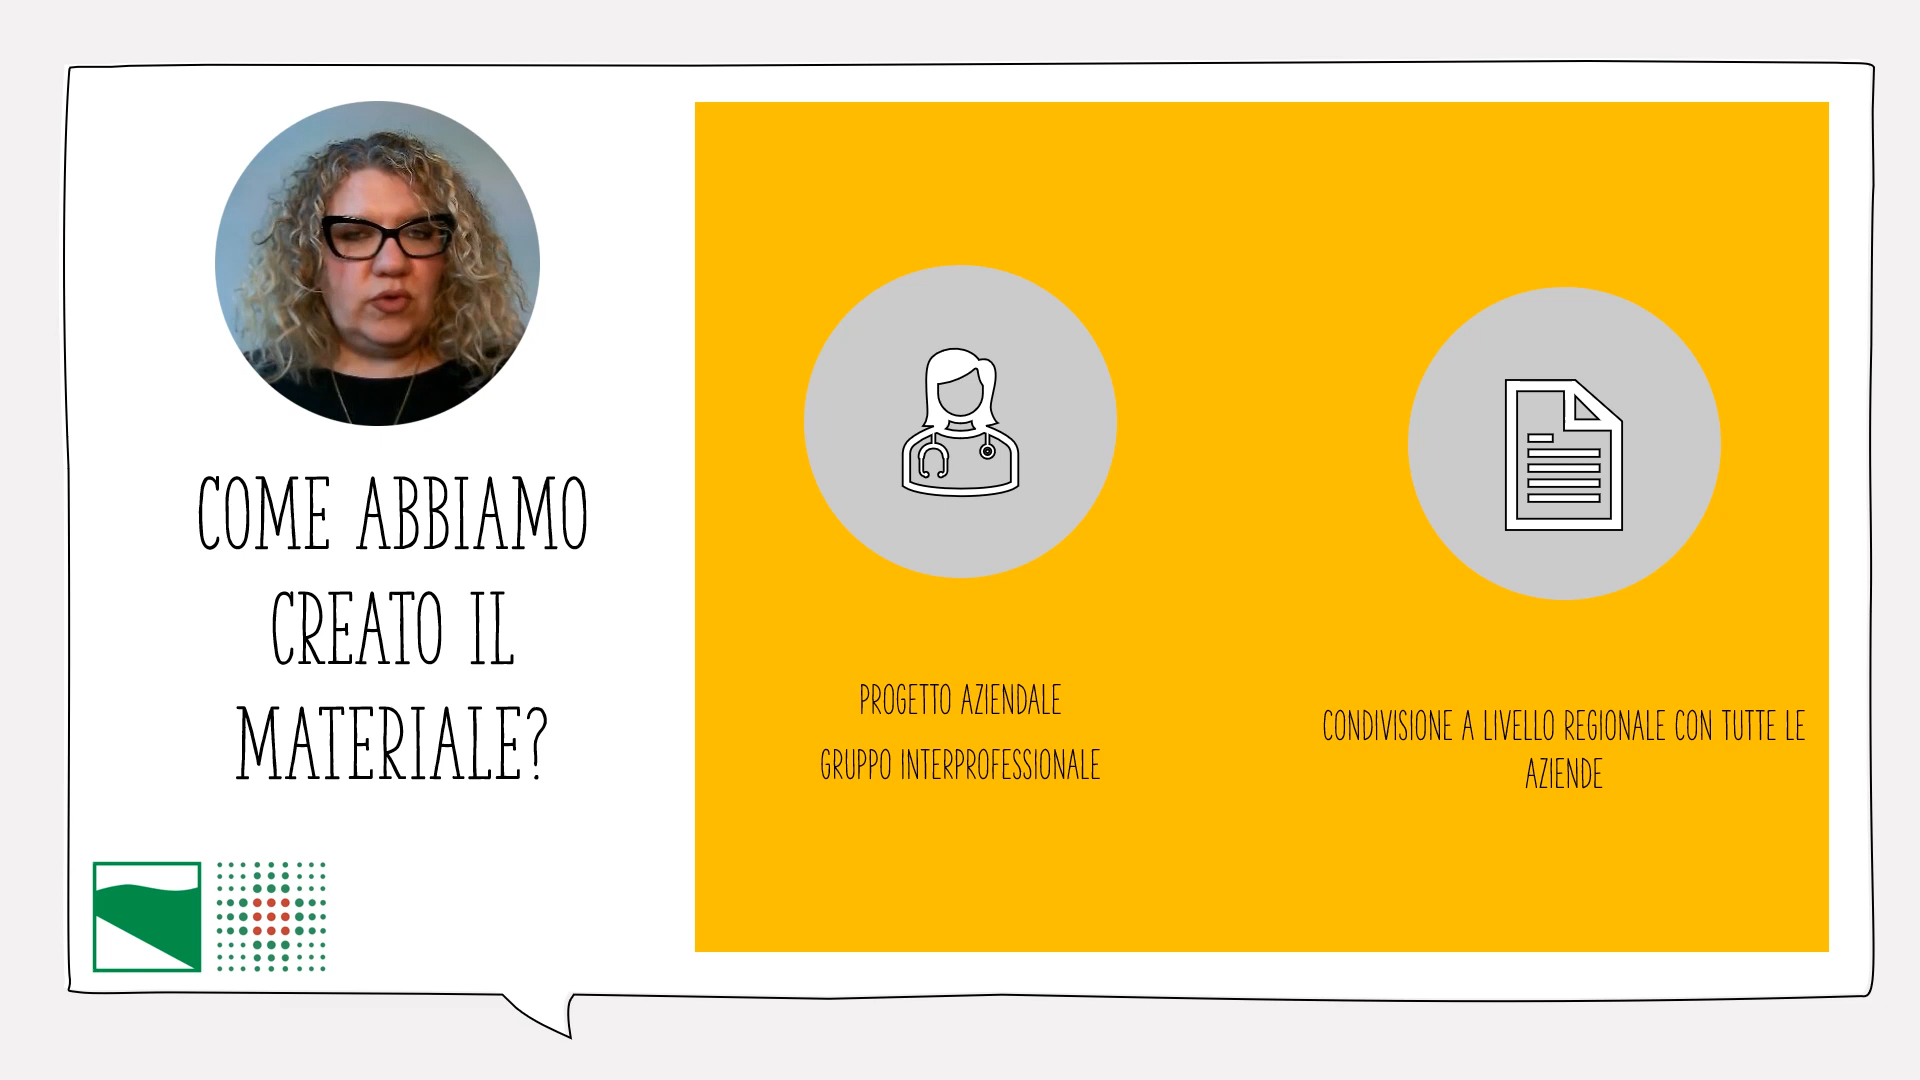 COME ABBIAMO
CREATO IL
MATERIALE?
PROGETTO AZIENDALE
GRUPPO INTERPROFESSIONALE
CONDIVISIONE A LIVELLO REGIONALE CON TUTTE LE
AZIENDE